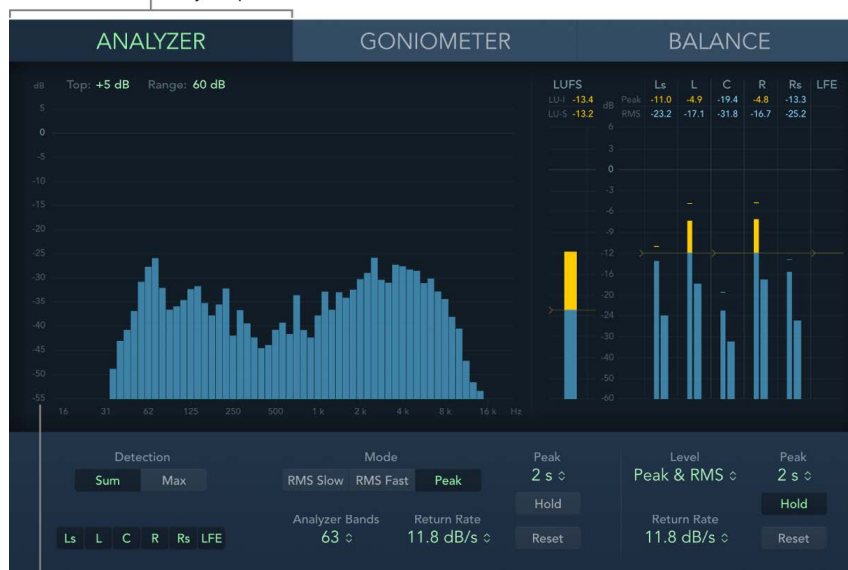 ANALYZER GONIOMETER BALANCE
dB Top: +5 dB Range: 60 dB LUFS Ls L C R Rs LFE
LU-I -13.4 dB Peak -11.0 -4.9 -19.4 -4.8 -13.3
LU-S -13.2 RMS -23.2 -17.1 -31.8 -16.7 -25.2
5
0
-5
-10
-15
-20
-25
-30
-35
-40
-45
-50
-55
6
3
0
-3
-6
-9
-12
-16
-20
-24
-30
-40
-50
-60
16 31 62 125 250 500 1 k 2 k 4 k 8 k 16 k Hz
Detection Mode Peak Level Peak
Sum Max RMS Slow RMS Fast Peak 2 s Peak & RMS 2 s
Hold Hold
Analyzer Bands Return Rate Return Rate
Ls L C R Rs LFE 63 11.8 dB/s Reset 11.8 dB/s Reset